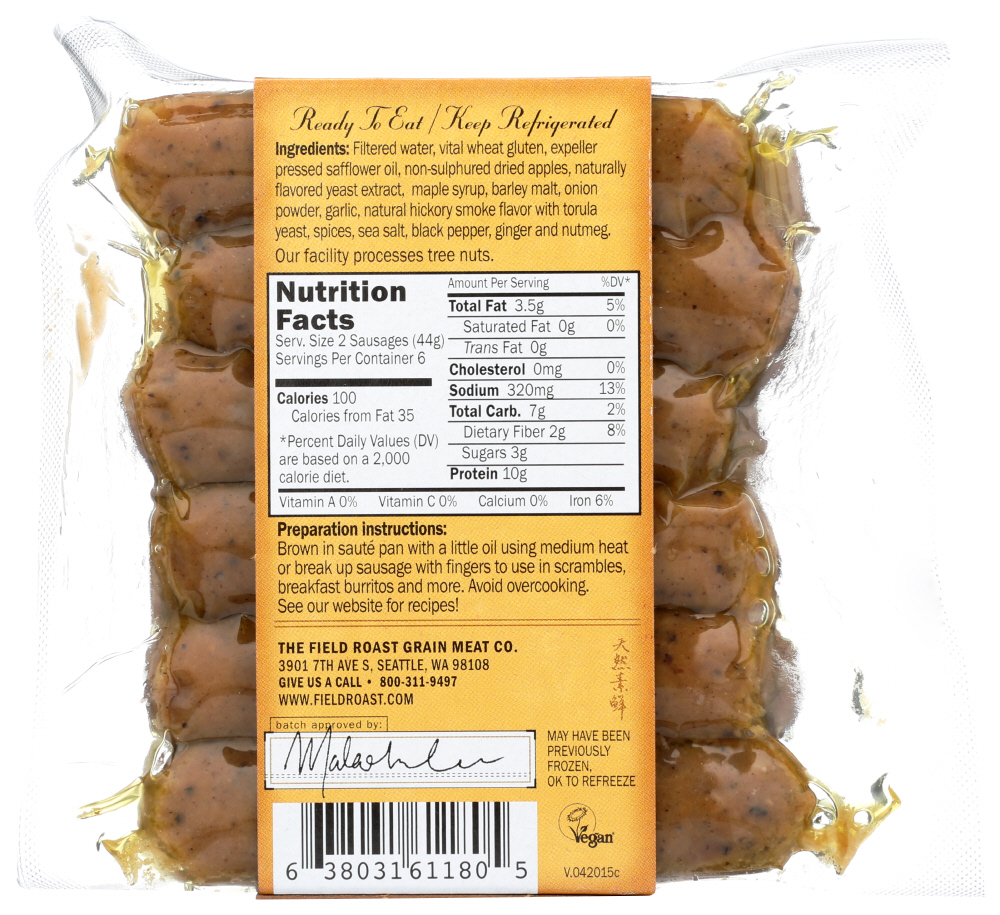 Ready To Eat / Keep Refrigerated
Ingredients: Filtered water, vital wheat gluten, expeller
pressed safflower oil, non-sulphured dried apples, naturally
flavored yeast extract, maple syrup, barley malt, onion
powder, garlic, natural hickory smoke flavor with torula
yeast, spices, sea salt, black pepper, ginger and nutmeg.
Our facility processes tree nuts.
Nutrition
Facts
Serv. Size 2 Sausages (44g)
Servings Per Container 6
Calories 100
Calories from Fat 35
*Percent Daily Values (DV)
are based on a 2,000
calorie diet.
Amount Per Serving %DV*
Total Fat 3.5g 5%
Saturated Fat 0g 0%
Trans Fat 0g
Cholesterol 0mg 0%
Sodium 320mg 13%
Total Carb. 7g 2%
Dietary Fiber 2g 8%
Sugars 3g
Protein 10g
Vitamin A 0% Vitamin C 0% Calcium 0% Iron 6%
Preparation instructions:
Brown in sauté pan with a little oil using medium heat
or break up sausage with fingers to use in scrambles,
breakfast burritos and more. Avoid overcooking.
See our website for recipes!
THE FIELD ROAST GRAIN MEAT CO.
3901 7TH AVE S, SEATTLE, WA 98108
GIVE US A CALL • 800-311-9497
WWW.FIELDROAST.COM
天然素鮮
batch approved by:
MAY HAVE BEEN
PREVIOUSLY
FROZEN,
OK TO REFREEZE
Vegan
V.042015c
6 38031 61180 5